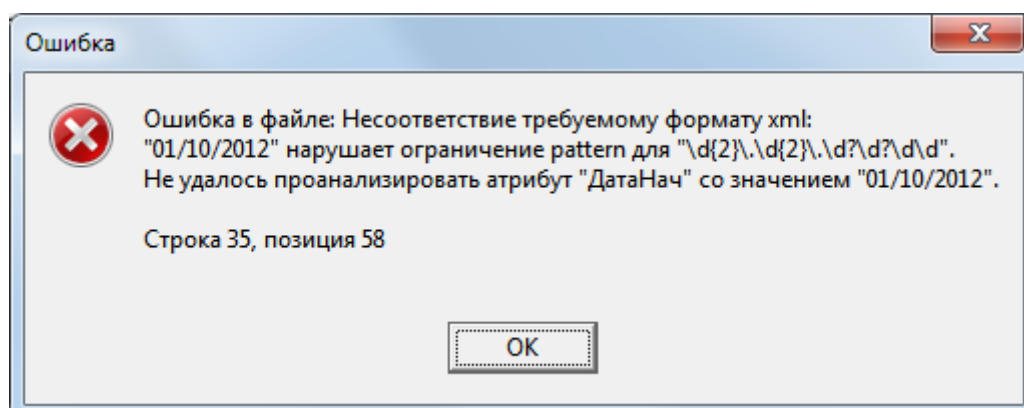 Ошибка
Ошибка в файле: Несоответствие требуемому формату xml:
"01/10/2012" нарушает ограничение pattern для "\d{2}\.\d{2}\.\d?\d?\d\d".
Не удалось проанализировать атрибут "ДатаНач" со значением "01/10/2012".
Строка 35, позиция 58
OK